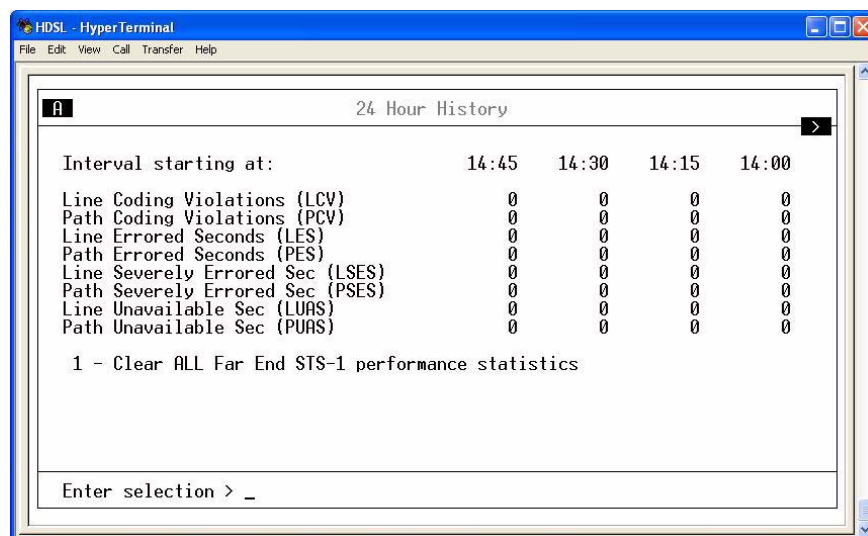 HDSL - HyperTerminal
File Edit View Call Transfer Help
A 24 Hour History
>
Interval starting at: 14:45 14:30 14:15 14:00
Line Coding Violations (LCV) 0 0 0 0
Path Coding Violations (PCV) 0 0 0 0
Line Errored Seconds (LES) 0 0 0 0
Path Errored Seconds (PES) 0 0 0 0
Line Severely Errored Sec (LSES) 0 0 0 0
Path Severely Errored Sec (PSES) 0 0 0 0
Line Unavailable Sec (LUAS) 0 0 0 0
Path Unavailable Sec (PUAS) 0 0 0 0
1 - Clear ALL Far End STS-1 performance statistics
Enter selection > _